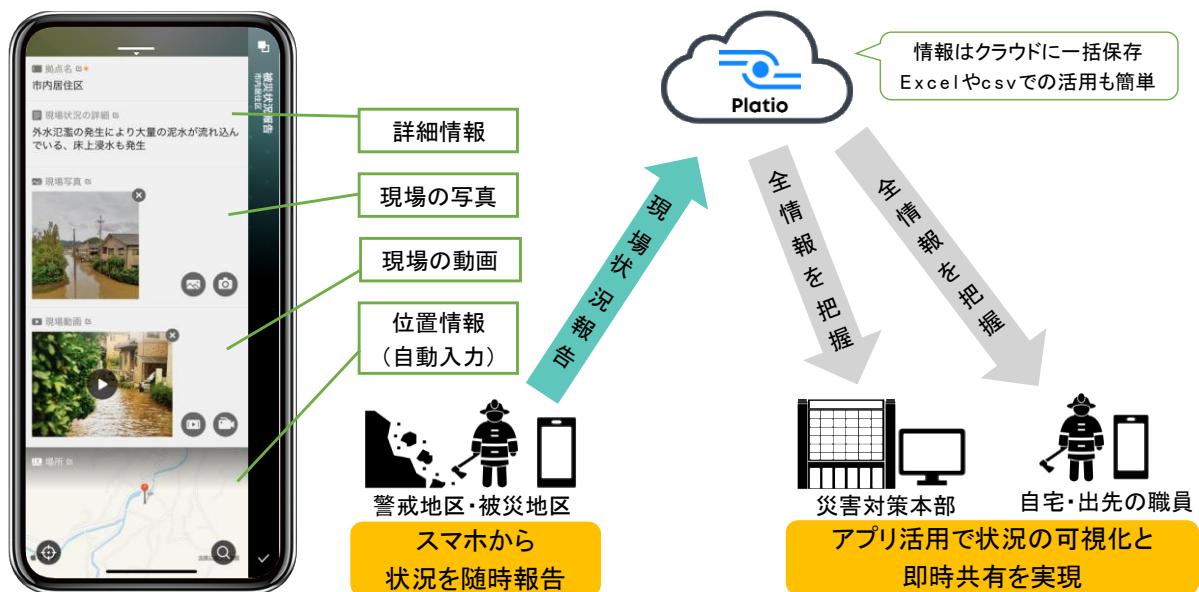 拠点名
市内居住区
現場状況の詳細
外水氾濫の発生により大量の泥水が流れ込ん
でいる、床上浸水も発生
現場写真
現場動画
場所
被災状況報告
市内居住区
詳細情報
現場の写真
現場の動画
位置情報
（自動入力）
Platio
情報はクラウドに一括保存
Excelやcsvでの活用も簡単
現場状況報告
全情報を把握
全情報を把握
警戒地区・被災地区
スマホから
状況を随時報告
災害対策本部
自宅・出先の職員
アプリ活用で状況の可視化と
即時共有を実現